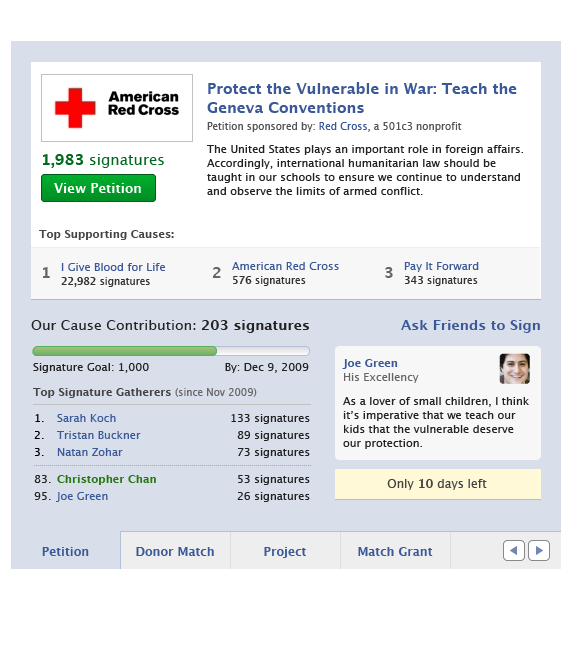 American
Red Cross
Protect the Vulnerable in War: Teach the
Geneva Conventions
Petition sponsored by: Red Cross, a 501c3 nonprofit
1,983 signatures
View Petition
The United States plays an important role in foreign affairs.
Accordingly, international humanitarian law should be
taught in our schools to ensure we continue to understand
and observe the limits of armed conflict.
Top Supporting Causes:
1 I Give Blood for Life
22,982 signatures
2 American Red Cross
576 signatures
3 Pay It Forward
343 signatures
Our Cause Contribution: 203 signatures
Signature Goal: 1,000 By: Dec 9, 2009
Top Signature Gatherers (since Nov 2009)
1. Sarah Koch 133 signatures
2. Tristan Buckner 89 signatures
3. Natan Zohar 73 signatures
83. Christopher Chan 53 signatures
95. Joe Green 26 signatures
Ask Friends to Sign
Joe Green
His Excellency
As a lover of small children, I think
it's imperative that we teach our
kids that the vulnerable deserve
our protection.
Only 10 days left
Petition Donor Match Project Match Grant